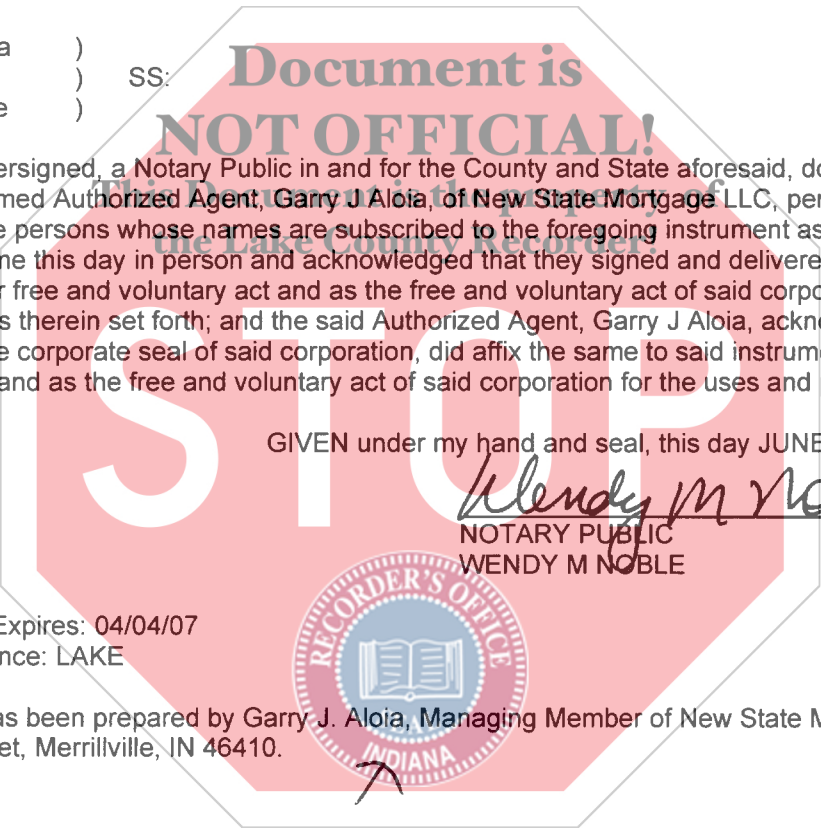 a )
) SS:
e )
Document is
NOT OFFICIAL!
This Document is the property of
the Lake County Recorder!
ersigned, a Notary Public in and for the County and State aforesaid, do
med Authorized Agent, Garry J Aloia, of New State Mortgage LLC, per
e persons whose names are subscribed to the foregoing instrument as
ne this day in person and acknowledged that they signed and delivere
r free and voluntary act and as the free and voluntary act of said corpo
s therein set forth; and the said Authorized Agent, Garry J Aloia, ackno
e corporate seal of said corporation, did affix the same to said instrume
and as the free and voluntary act of said corporation for the uses and
STOP
GIVEN under my hand and seal, this day JUNE
Wendy M No
NOTARY PUBLIC
WENDY M NOBLE
RECORDER'S OFFICE
SEAL
INDIANA
Expires: 04/04/07
nce: LAKE
as been prepared by Garry J. Aloia, Managing Member of New State M
et, Merrillville, IN 46410.